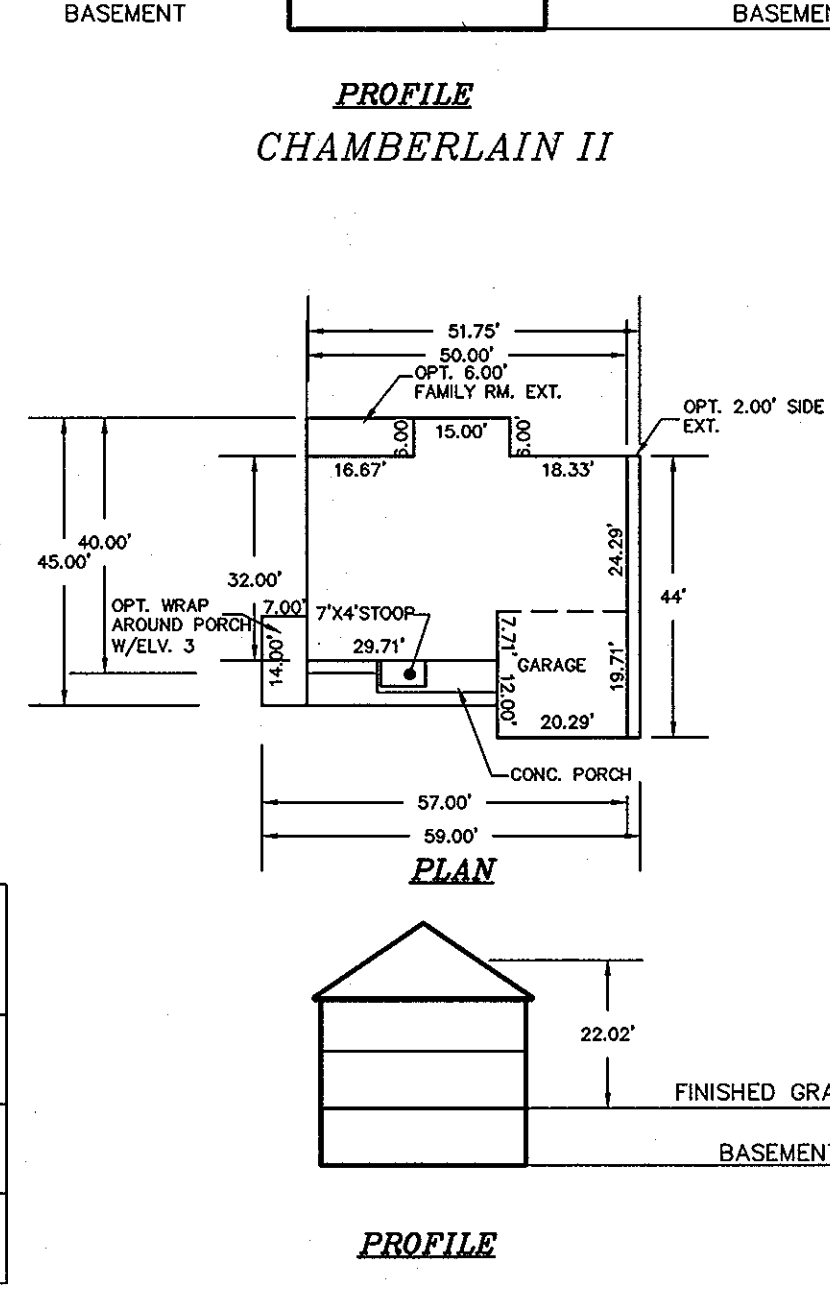 BASEMENT
BASEMEN
PROFILE
CHAMBERLAIN II
51.75'
50.00'
OPT. 6.00'
FAMILY RM. EXT.
OPT. 2.00' SIDE
EXT.
6.00'
15.00'
6.00'
16.67'
18.33'
40.00'
45.00'
24.29'
32.00'
44'
OPT. WRAP
AROUND PORCH
W/ELV. 3
7.00'
7'X4'STOOP
14.00'
29.71'
7.71'
GARAGE
19.71'
12.00'
20.29'
CONC. PORCH
57.00'
59.00'
PLAN
22.02'
FINISHED GRA
BASEMENT
PROFILE